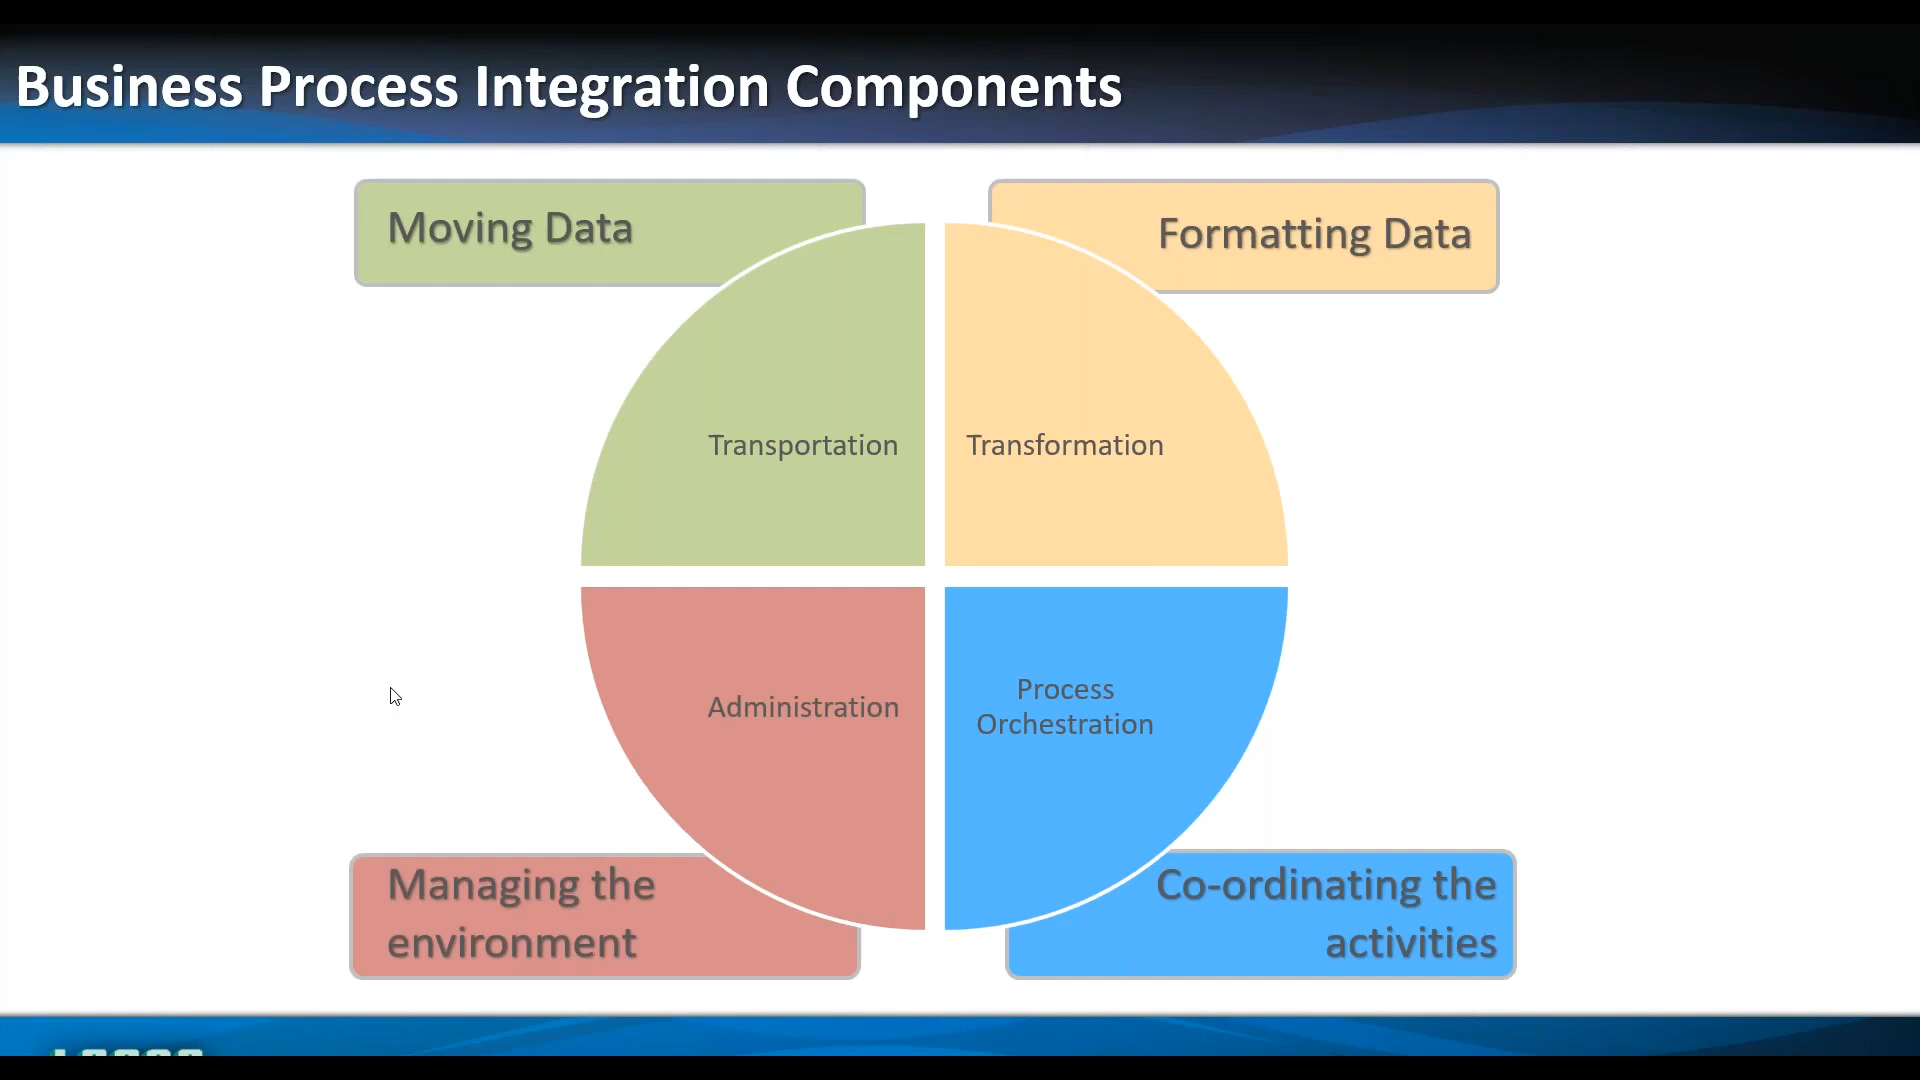 Business Process Integration Components
Moving Data
Formatting Data
Transportation
Transformation
Administration
Process
Orchestration
Managing the
environment
Co-ordinating the
activities